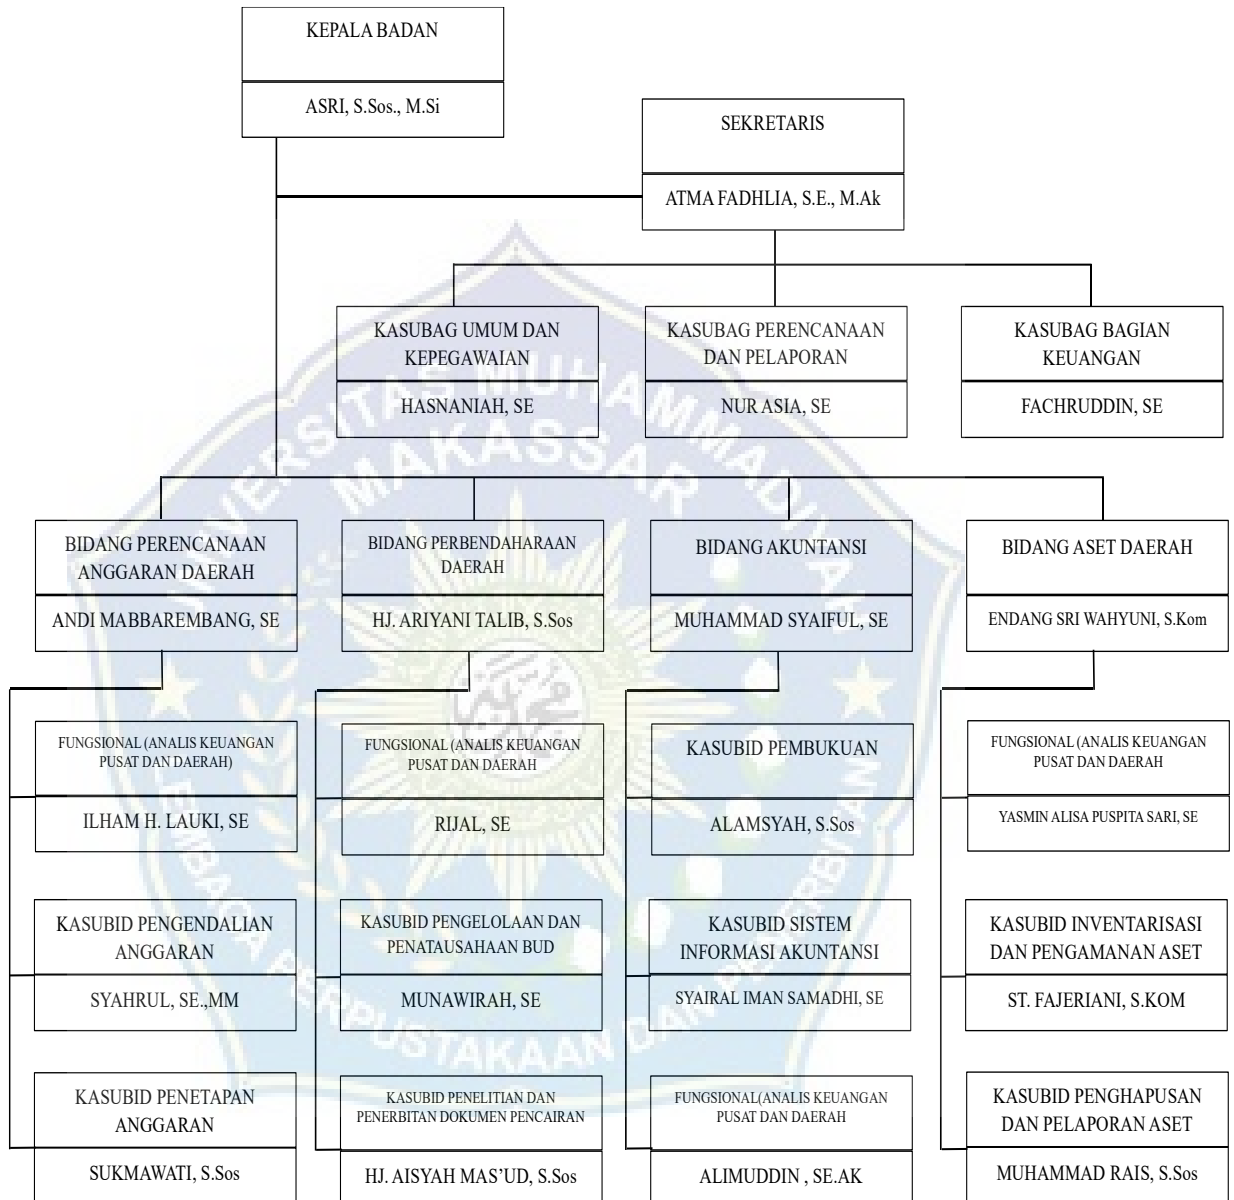 KEPALA BADAN
ASRI, S.Sos., M.Si
SEKRETARIS
ATMA FADHLIA, S.E., M.Ak
KASUBAG UMUM DAN
KEPEGAWAIAN
HASNANIAH, SE
KASUBAG PERENCANAAN
DAN PELAPORAN
NUR ASIA, SE
KASUBAG BAGIAN
KEUANGAN
FACHRUDDIN, SE
UNIVERSITAS MUHAMMADIYAH
MAKASSAR
BIDANG PERENCANAAN
ANGGARAN DAERAH
ANDI MABBAREMBANG, SE
BIDANG PERBENDAHARAAN
DAERAH
HJ. ARIYANI TALIB, S.Sos
BIDANG AKUNTANSI
MUHAMMAD SYAIFUL, SE
BIDANG ASET DAERAH
ENDANG SRI WAHYUNI, S.Kom
FUNGSIONAL (ANALIS KEUANGAN
PUSAT DAN DAERAH)
ILHAM H. LAUKI, SE
KASUBID PENGENDALIAN
ANGGARAN
SYAHRUL, SE.,MM
KASUBID PENETAPAN
ANGGARAN
SUKMAWATI, S.Sos
FUNGSIONAL (ANALIS KEUANGAN
PUSAT DAN DAERAH
RIJAL, SE
KASUBID PENGELOLAAN DAN
PENATAUSAHAAN BUD
MUNAWIRAH, SE
KASUBID PENELITIAN DAN
PENERBITAN DOKUMEN PENCAIRAN
HJ. AISYAH MAS’UD, S.Sos
KASUBID PEMBUKUAN
ALAMSYAH, S.Sos
KASUBID SISTEM
INFORMASI AKUNTANSI
SYAIRAL IMAN SAMADHI, SE
FUNGSIONAL(ANALIS KEUANGAN
PUSAT DAN DAERAH
ALIMUDDIN , SE.AK
FUNGSIONAL (ANALIS KEUANGAN
PUSAT DAN DAERAH
YASMIN ALISA PUSPITA SARI, SE
KASUBID INVENTARISASI
DAN PENGAMANAN ASET
ST. FAJERIANI, S.KOM
KASUBID PENGHAPUSAN
DAN PELAPORAN ASET
MUHAMMAD RAIS, S.Sos
LEMBAGA PERPUSTAKAAN DAN PENERBITAN